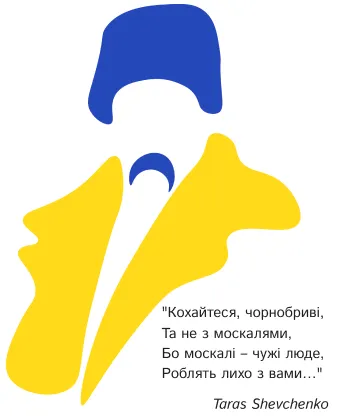 "Кохайтеся, чорнобриві,
Та не з москалями,
Бо москалі – чужі люде,
Роблять лихо з вами…"
Taras Shevchenko